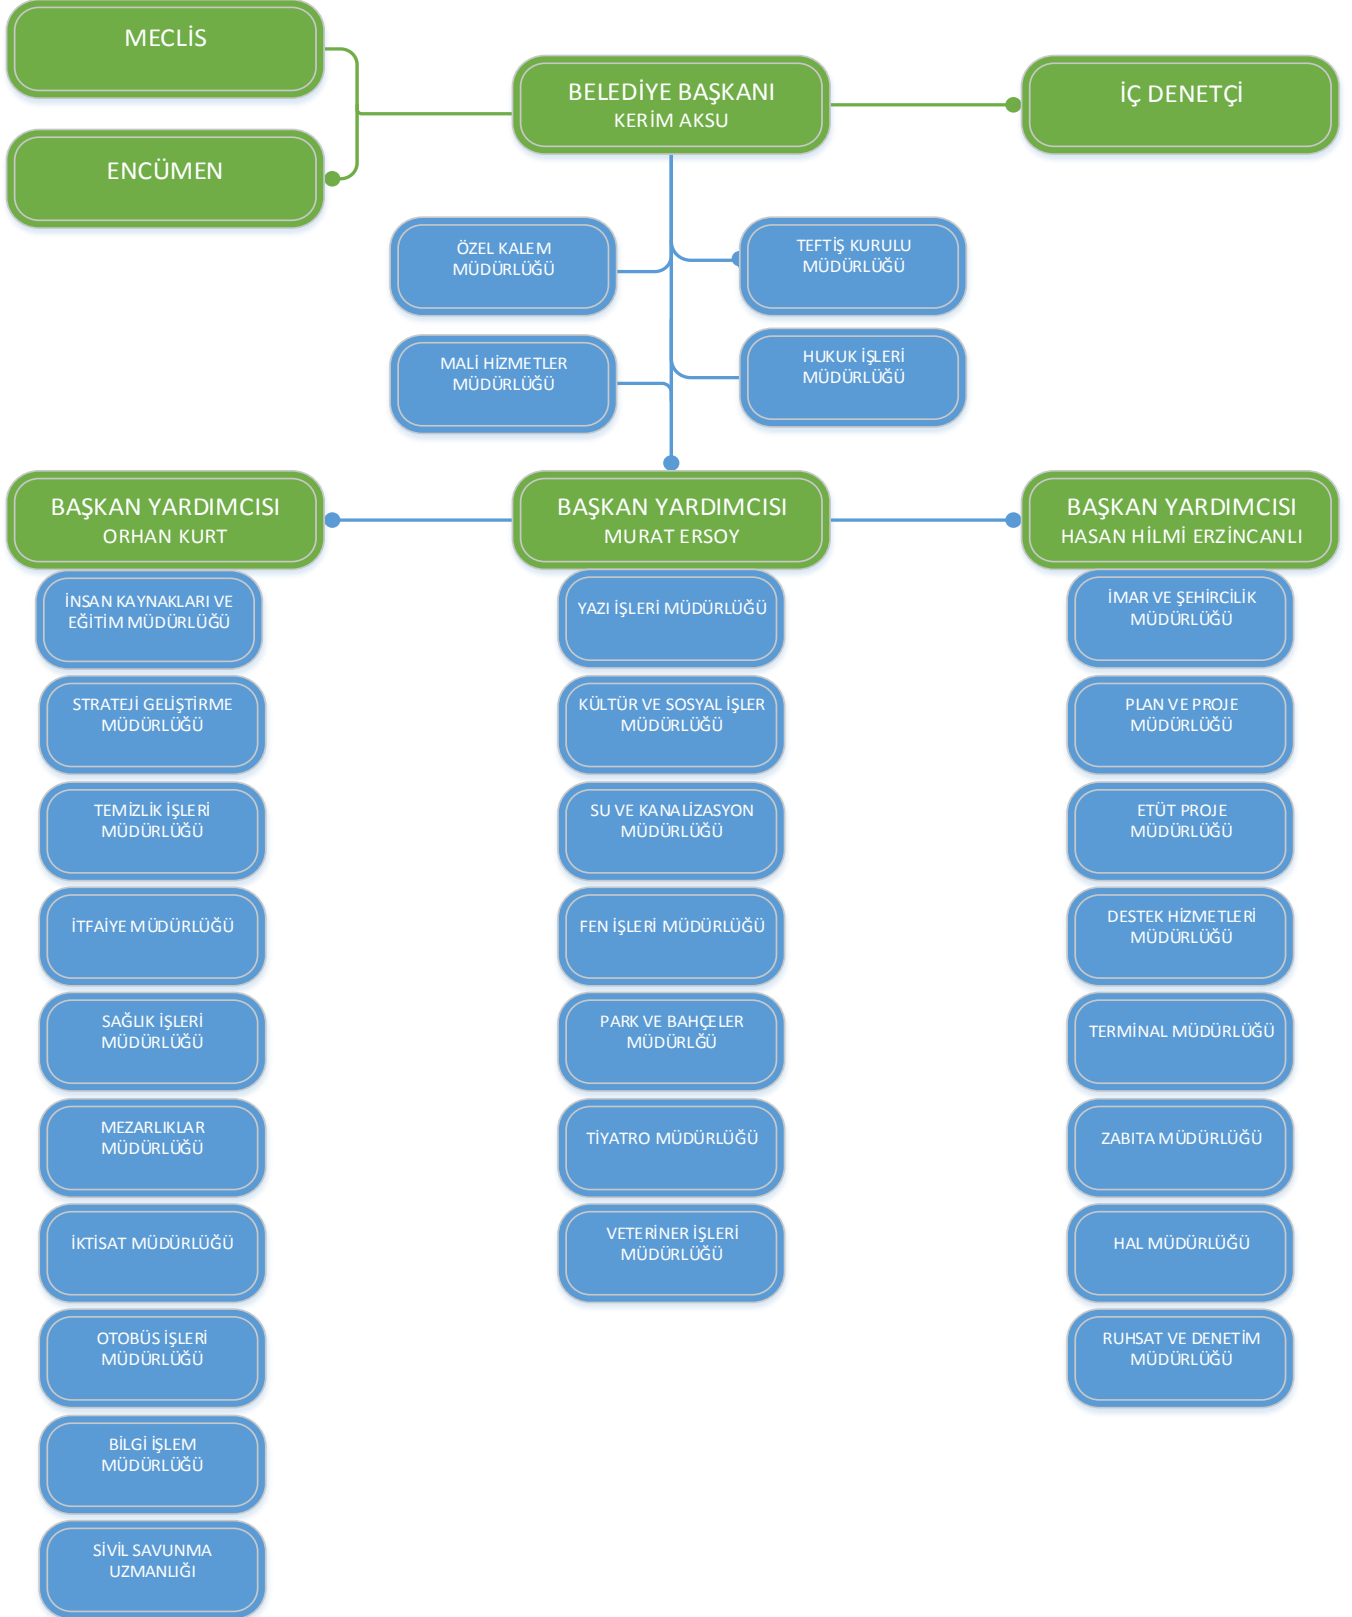 MECLİS
ENCÜMEN
BELEDİYE BAŞKANI
KERİM AKSU
İÇ DENETÇİ
ÖZEL KALEM
MÜDÜRLÜĞÜ
TEFTİŞ KURULU
MÜDÜRLÜĞÜ
MALİ HİZMETLER
MÜDÜRLÜĞÜ
HUKUK İŞLERİ
MÜDÜRLÜĞÜ
BAŞKAN YARDIMCISI
ORHAN KURT
İNSAN KAYNAKLARI VE
EĞİTİM MÜDÜRLÜĞÜ
STRATEJİ GELİŞTİRME
MÜDÜRLÜĞÜ
TEMİZLİK İŞLERİ
MÜDÜRLÜĞÜ
İTFAİYE MÜDÜRLÜĞÜ
SAĞLIK İŞLERİ
MÜDÜRLÜĞÜ
MEZARLIKLAR
MÜDÜRLÜĞÜ
İKTİSAT MÜDÜRLÜĞÜ
OTOBÜS İŞLERİ
MÜDÜRLÜĞÜ
BİLGİ İŞLEM
MÜDÜRLÜĞÜ
SİVİL SAVUNMA
UZMANLIĞI
BAŞKAN YARDIMCISI
MURAT ERSOY
YAZI İŞLERİ MÜDÜRLÜĞÜ
KÜLTÜR VE SOSYAL İŞLER
MÜDÜRLÜĞÜ
SU VE KANALİZASYON
MÜDÜRLÜĞÜ
FEN İŞLERİ MÜDÜRLÜĞÜ
PARK VE BAHÇELER
MÜDÜRLĞÜ
TİYATRO MÜDÜRLÜĞÜ
VETERİNER İŞLERİ
MÜDÜRLÜĞÜ
BAŞKAN YARDIMCISI
HASAN HİLMİ ERZİNCANLI
İMAR VE ŞEHİRCİLİK
MÜDÜRLÜĞÜ
PLAN VE PROJE
MÜDÜRLÜĞÜ
ETÜT PROJE
MÜDÜRLÜĞÜ
DESTEK HİZMETLERİ
MÜDÜRLÜĞÜ
TERMİNAL MÜDÜRLÜĞÜ
ZABITA MÜDÜRLÜĞÜ
HAL MÜDÜRLÜĞÜ
RUHSAT VE DENETİM
MÜDÜRLÜĞÜ